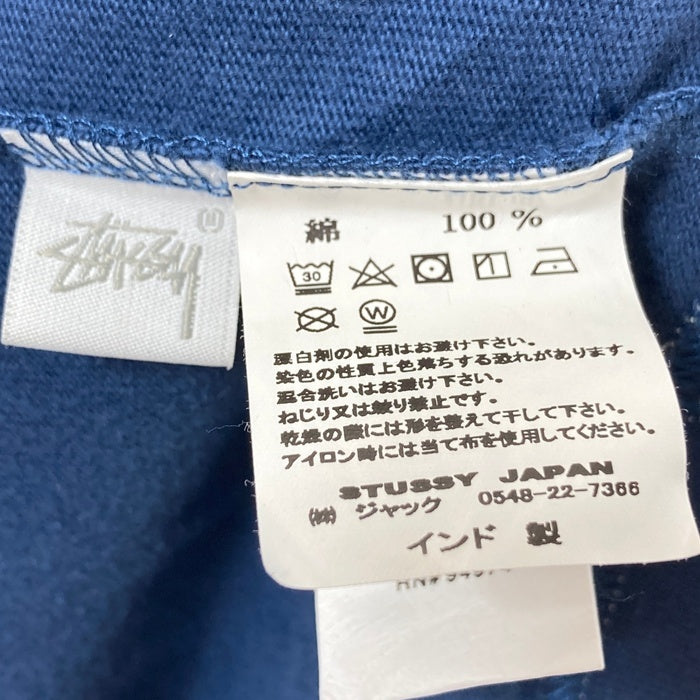 Stüssy
綿 100 %
30
W
漂白剤の使用はお避け下さい。
染色の性質上色落ちする恐れがあります。
混合洗いはお避け下さい。
ねじり又は絞り禁止です。
乾燥の際には形を整えて干して下さい。
アイロン時には当て布を使用してください。
STUSSY JAPAN
㈱ ジャック 0548-22-7366
インド 製